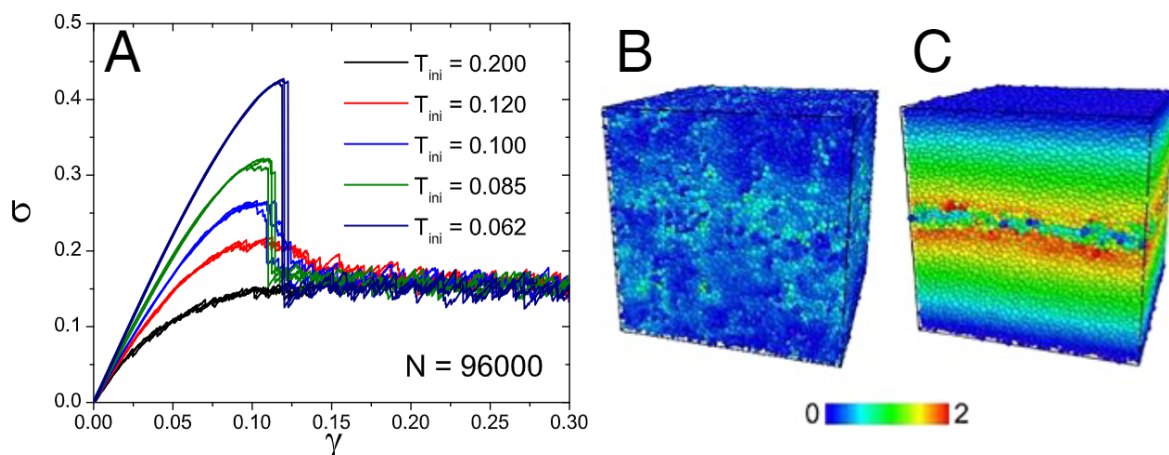 A
B
C
0.5
0.4
0.3
0.2
0.1
0.0
σ
T_ini = 0.200
T_ini = 0.120
T_ini = 0.100
T_ini = 0.085
T_ini = 0.062
N = 96000
0.00 0.05 0.10 0.15 0.20 0.25 0.30
γ
0 2